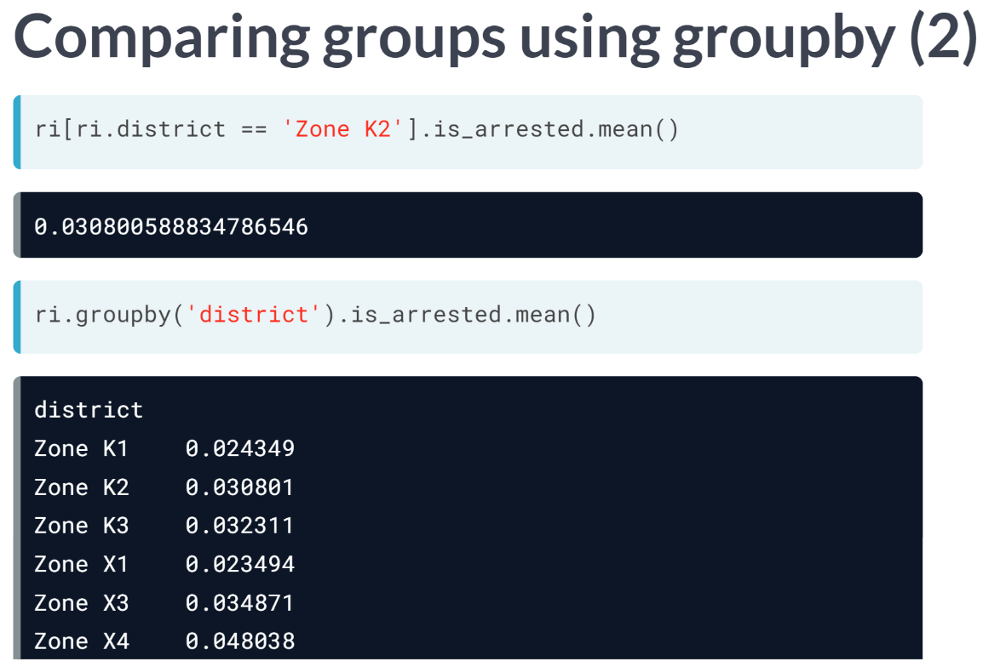 Comparing groups using groupby (2)
ri[ri.district == 'Zone K2'].is_arrested.mean()
0.030800588834786546
ri.groupby('district').is_arrested.mean()
district
Zone K1    0.024349
Zone K2    0.030801
Zone K3    0.032311
Zone X1    0.023494
Zone X3    0.034871
Zone X4    0.048038